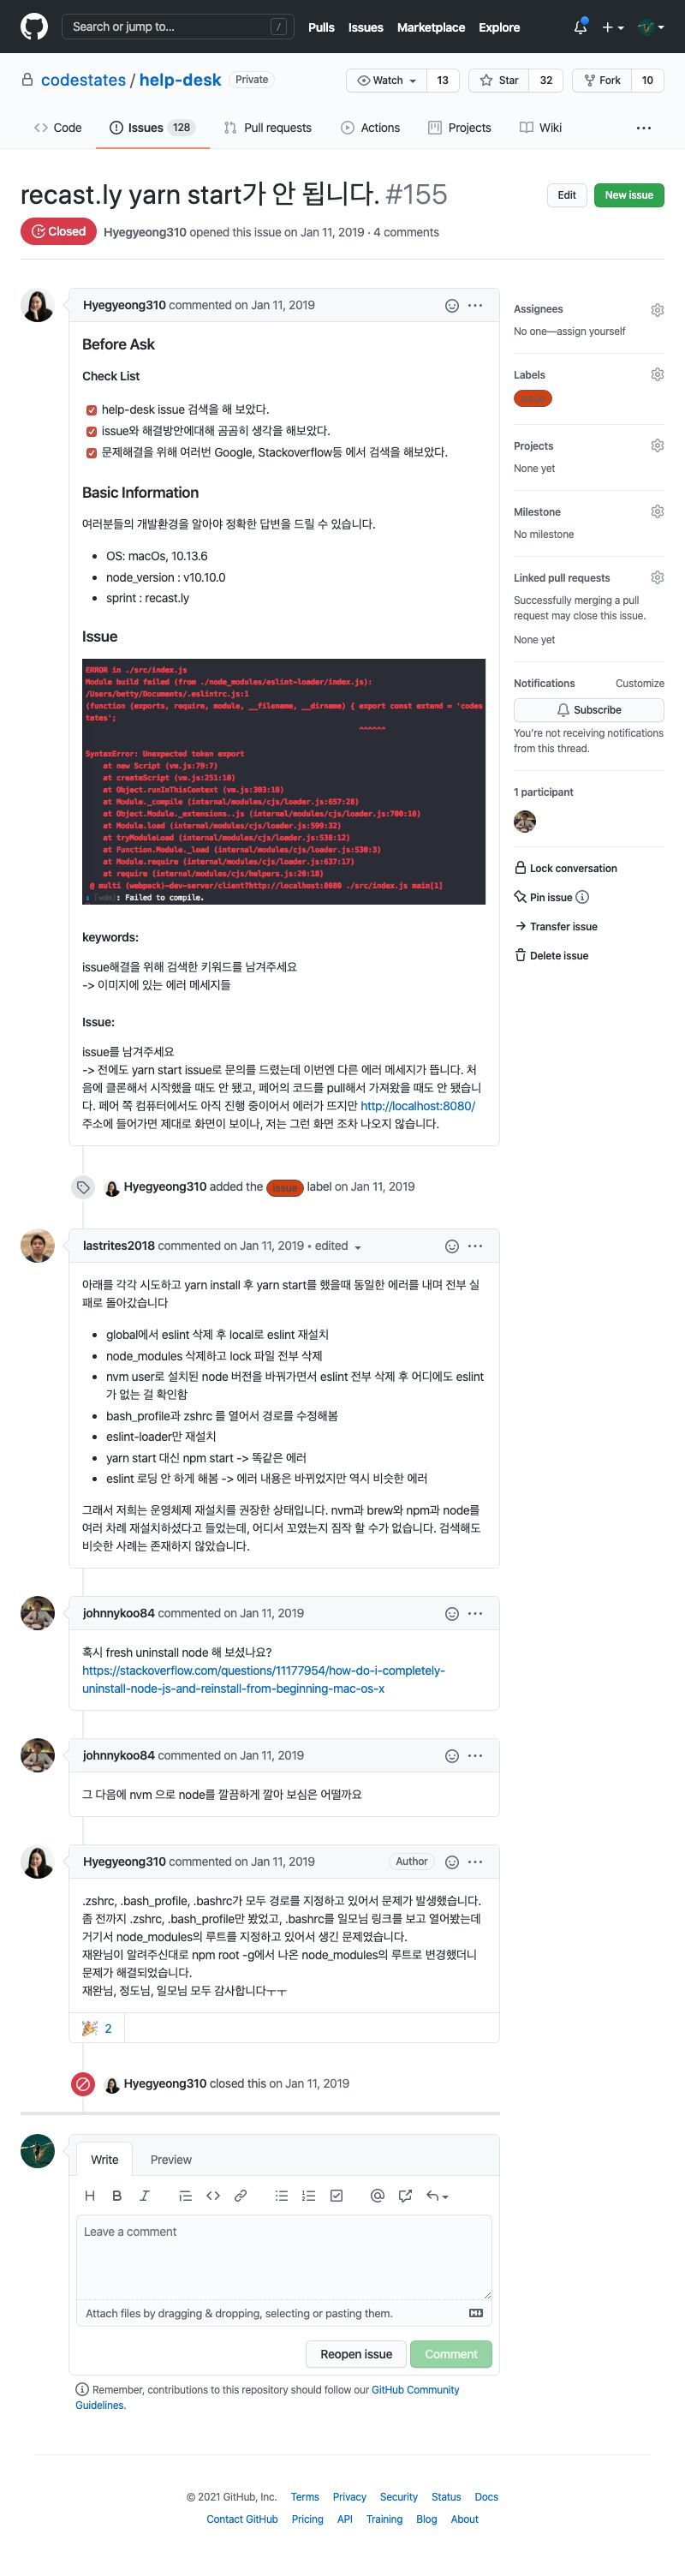 Search or jump to... /
Pulls Issues Marketplace Explore
codestates / help-desk Private
Watch 13 Star 32 Fork 10
Code Issues 128 Pull requests Actions Projects Wiki ...
recast.ly yarn start가 안 됩니다. #155
Edit New issue
Closed Hyegyeong310 opened this issue on Jan 11, 2019 · 4 comments
Hyegyeong310 commented on Jan 11, 2019
Before Ask
Check List
help-desk issue 검색을 해 보았다.
issue와 해결방안에대해 곰곰히 생각을 해보았다.
문제해결을 위해 여러번 Google, Stackoverflow등 에서 검색을 해보았다.
Basic Information
여러분들의 개발환경을 알아야 정확한 답변을 드릴 수 있습니다.
• OS: macOs, 10.13.6
• node_version : v10.10.0
• sprint : recast.ly
Issue
ERROR in ./src/index.js
Module build failed (from ./node_modules/eslint-loader/index.js):
/Users/betty/Documents/.eslintrc.js:1
(function (exports, require, module, __filename, __dirname) { export const extend = 'codes
tates';
^^^^^^
SyntaxError: Unexpected token export
at new Script (vm.js:79:7)
at createScript (vm.js:251:10)
at Object.runInThisContext (vm.js:303:10)
at Module._compile (internal/modules/cjs/loader.js:657:28)
at Object.Module._extensions..js (internal/modules/cjs/loader.js:700:10)
at Module.load (internal/modules/cjs/loader.js:599:32)
at tryModuleLoad (internal/modules/cjs/loader.js:538:12)
at Function.Module._load (internal/modules/cjs/loader.js:530:3)
at Module.require (internal/modules/cjs/loader.js:637:17)
at require (internal/modules/cjs/helpers.js:20:18)
@ multi (webpack)-dev-server/client?http://localhost:8080 ./src/index.js main[1]
[wdm]: Failed to compile.
keywords:
issue해결을 위해 검색한 키워드를 남겨주세요
-> 이미지에 있는 에러 메세지들
Issue:
issue를 남겨주세요
-> 전에도 yarn start issue로 문의를 드렸는데 이번엔 다른 에러 메세지가 뜹니다. 처
음에 클론해서 시작했을 때도 안 됐고, 페어의 코드를 pull해서 가져왔을 때도 안 됐습니
다. 페어 쪽 컴퓨터에서도 아직 진행 중이어서 에러가 뜨지만 http://localhost:8080/
주소에 들어가면 제대로 화면이 보이나, 저는 그런 화면 조차 나오지 않습니다.
Assignees
No one—assign yourself
Labels
issue
Projects
None yet
Milestone
No milestone
Linked pull requests
Successfully merging a pull
request may close this issue.
None yet
Notifications Customize
Subscribe
You're not receiving notifications
from this thread.
1 participant
Lock conversation
Pin issue
Transfer issue
Delete issue
Hyegyeong310 added the issue label on Jan 11, 2019
lastrites2018 commented on Jan 11, 2019 • edited
아래를 각각 시도하고 yarn install 후 yarn start를 했을때 동일한 에러를 내며 전부 실
패로 돌아갔습니다
• global에서 eslint 삭제 후 local로 eslint 재설치
• node_modules 삭제하고 lock 파일 전부 삭제
• nvm user로 설치된 node 버전을 바꿔가면서 eslint 전부 삭제 후 어디에도 eslint
가 없는 걸 확인함
• bash_profile과 zshrc 를 열어서 경로를 수정해봄
• eslint-loader만 재설치
• yarn start 대신 npm start -> 똑같은 에러
• eslint 로딩 안 하게 해봄 -> 에러 내용은 바뀌었지만 역시 비슷한 에러
그래서 저희는 운영체제 재설치를 권장한 상태입니다. nvm과 brew와 npm과 node를
여러 차례 재설치하셨다고 들었는데, 어디서 꼬였는지 짐작 할 수가 없습니다. 검색해도
비슷한 사례는 존재하지 않았습니다.
johnnykoo84 commented on Jan 11, 2019
혹시 fresh uninstall node 해 보셨나요?
https://stackoverflow.com/questions/11177954/how-do-i-completely-
uninstall-node-js-and-reinstall-from-beginning-mac-os-x
johnnykoo84 commented on Jan 11, 2019
그 다음에 nvm 으로 node를 깔끔하게 깔아 보심은 어떨까요
Hyegyeong310 commented on Jan 11, 2019 Author
.zshrc, .bash_profile, .bashrc가 모두 경로를 지정하고 있어서 문제가 발생했습니다.
좀 전까지 .zshrc, .bash_profile만 봤었고, .bashrc를 일모님 링크를 보고 열어봤는데
거기서 node_modules의 루트를 지정하고 있어서 생긴 문제였습니다.
재완님이 알려주신대로 npm root -g에서 나온 node_modules의 루트로 변경했더니
문제가 해결되었습니다.
재완님, 정도님, 일모님 모두 감사합니다ㅜㅜ
🎉 2
Hyegyeong310 closed this on Jan 11, 2019
Write Preview
Leave a comment
Attach files by dragging & dropping, selecting or pasting them.
Reopen issue Comment
Remember, contributions to this repository should follow our GitHub Community
Guidelines.
© 2021 GitHub, Inc. Terms Privacy Security Status Docs
Contact GitHub Pricing API Training Blog About